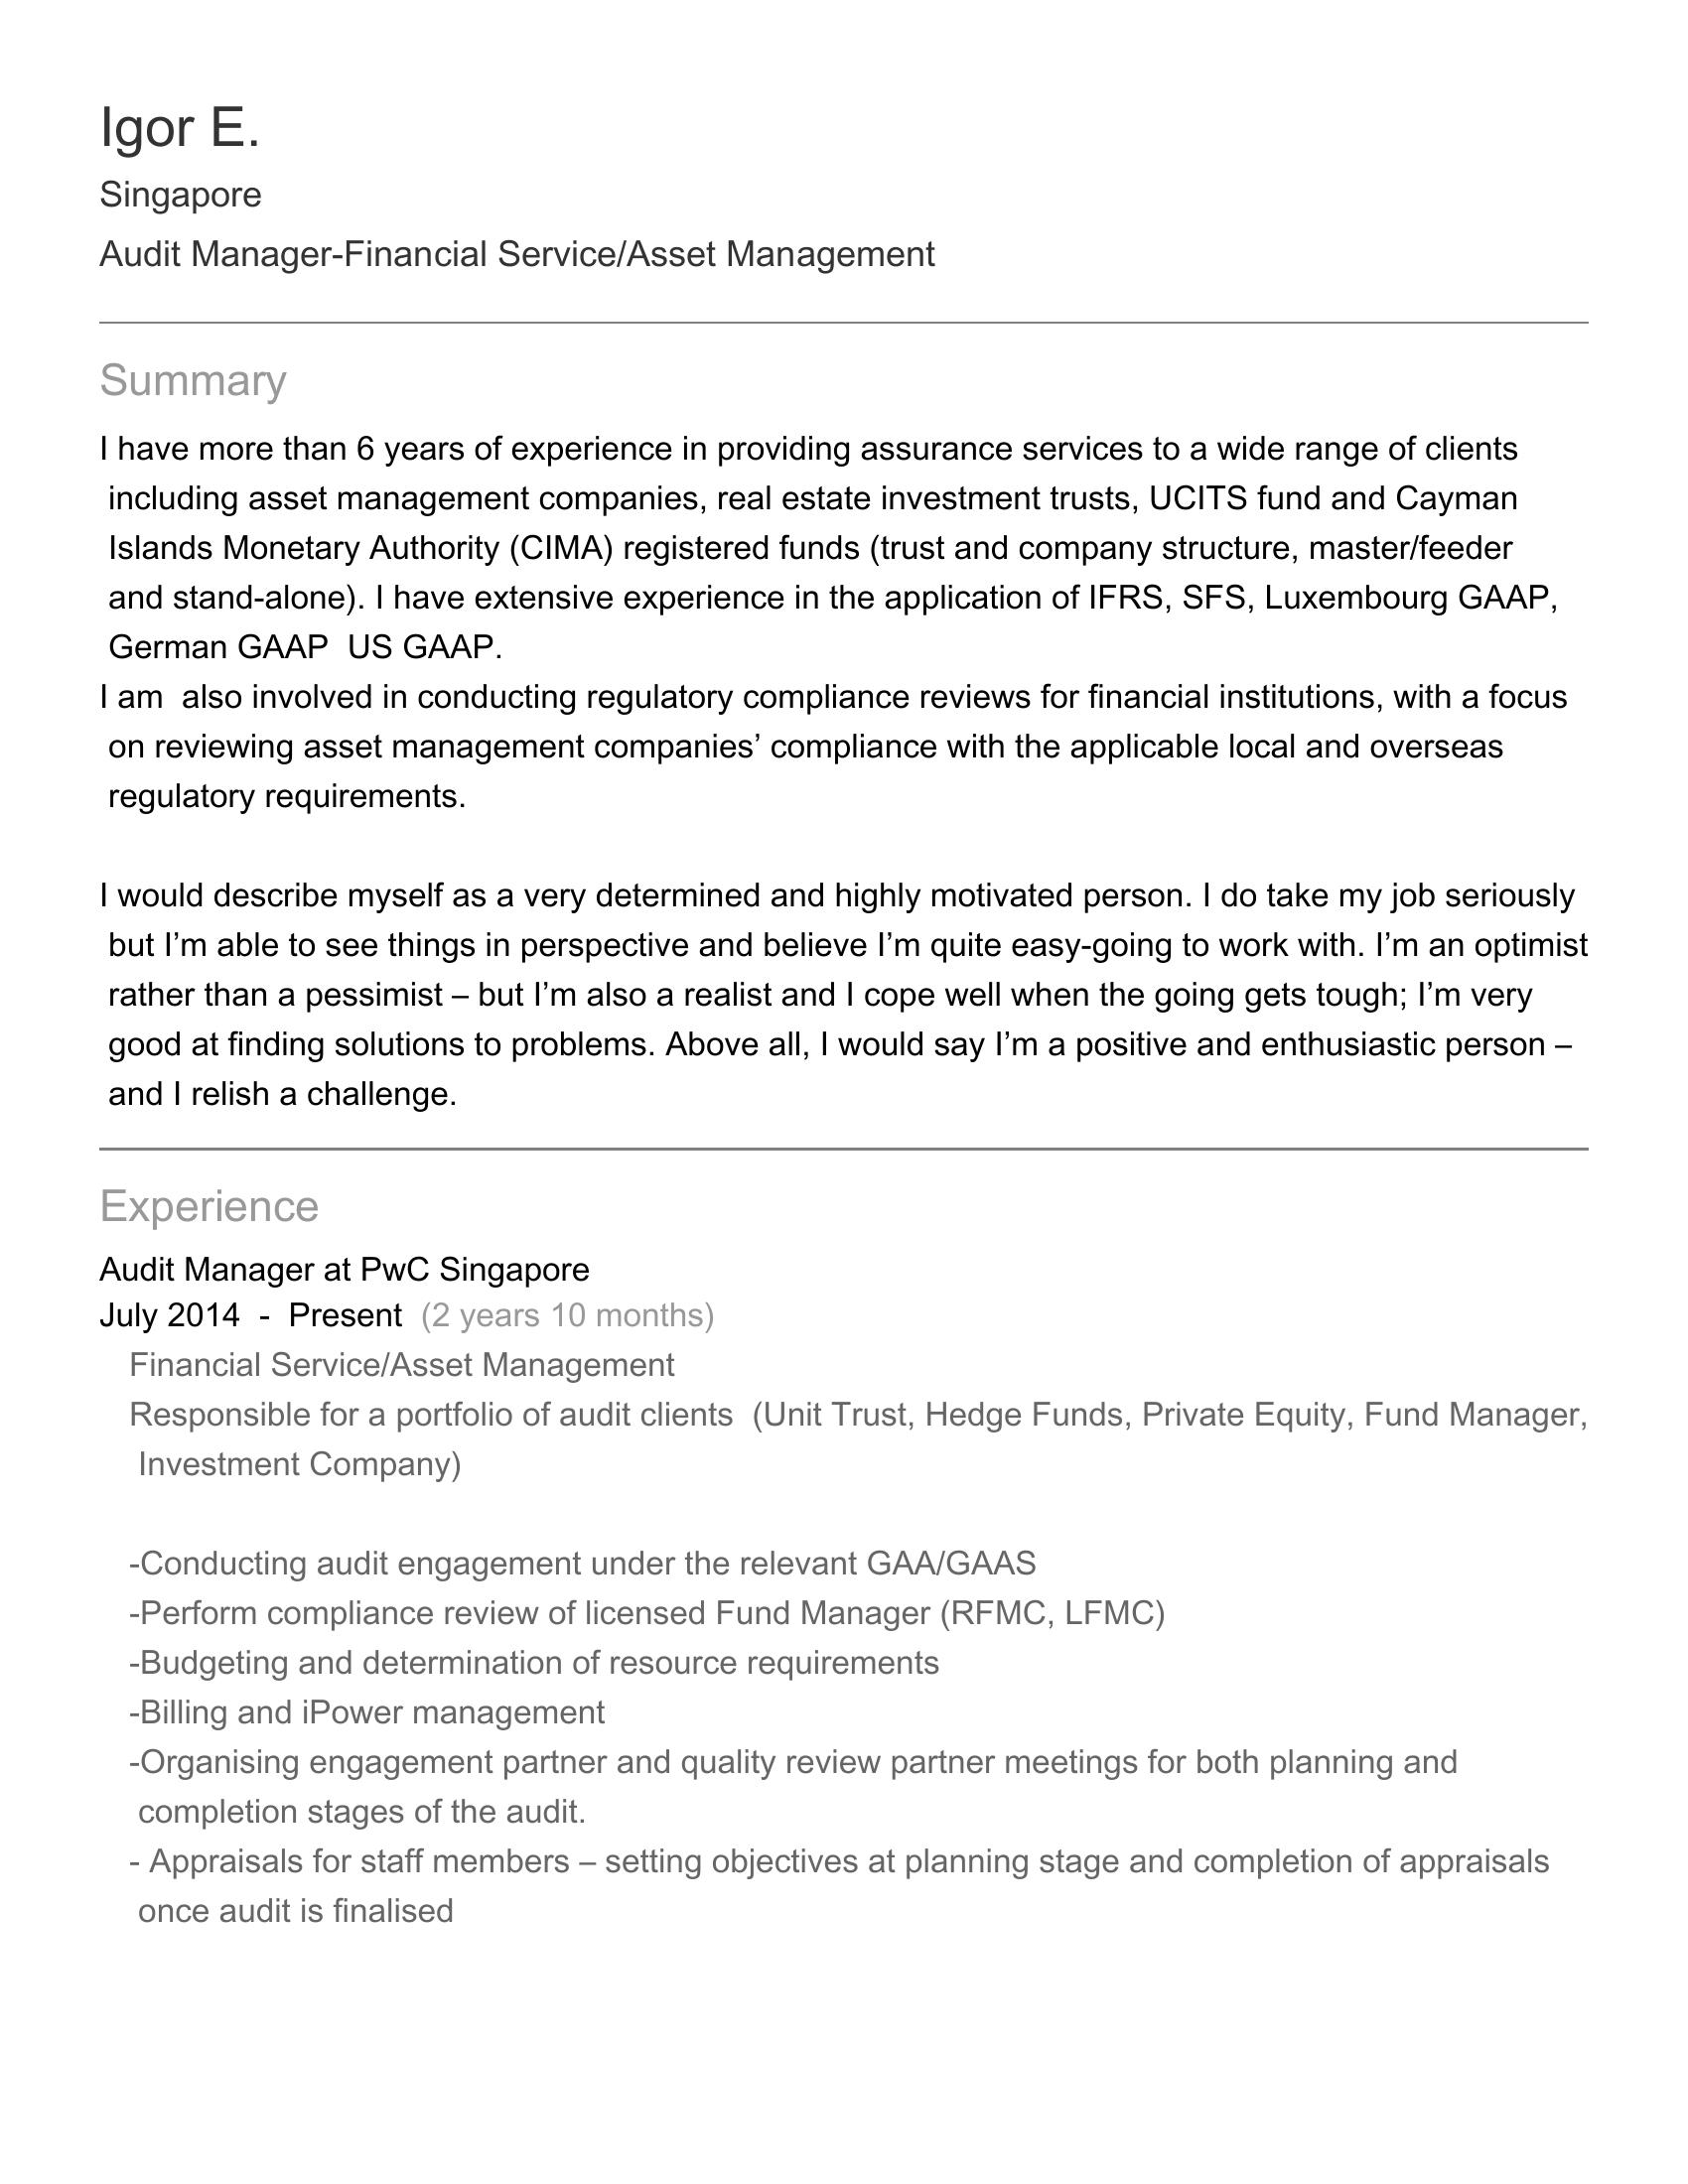 Igor E.
Singapore
Audit Manager-Financial Service/Asset Management
Summary
I have more than 6 years of experience in providing assurance services to a wide range of clients
including asset management companies, real estate investment trusts, UCITS fund and Cayman
Islands Monetary Authority (CIMA) registered funds (trust and company structure, master/feeder
and stand-alone). I have extensive experience in the application of IFRS, SFS, Luxembourg GAAP,
German GAAP  US GAAP.
I am  also involved in conducting regulatory compliance reviews for financial institutions, with a focus
on reviewing asset management companies’ compliance with the applicable local and overseas
regulatory requirements.
I would describe myself as a very determined and highly motivated person. I do take my job seriously
but I’m able to see things in perspective and believe I’m quite easy-going to work with. I’m an optimist
rather than a pessimist – but I’m also a realist and I cope well when the going gets tough; I’m very
good at finding solutions to problems. Above all, I would say I’m a positive and enthusiastic person –
and I relish a challenge.
Experience
Audit Manager at PwC Singapore
July 2014  -  Present  (2 years 10 months)
Financial Service/Asset Management
Responsible for a portfolio of audit clients  (Unit Trust, Hedge Funds, Private Equity, Fund Manager,
Investment Company)
-Conducting audit engagement under the relevant GAA/GAAS
-Perform compliance review of licensed Fund Manager (RFMC, LFMC)
-Budgeting and determination of resource requirements
-Billing and iPower management
-Organising engagement partner and quality review partner meetings for both planning and
completion stages of the audit.
- Appraisals for staff members – setting objectives at planning stage and completion of appraisals
once audit is finalised